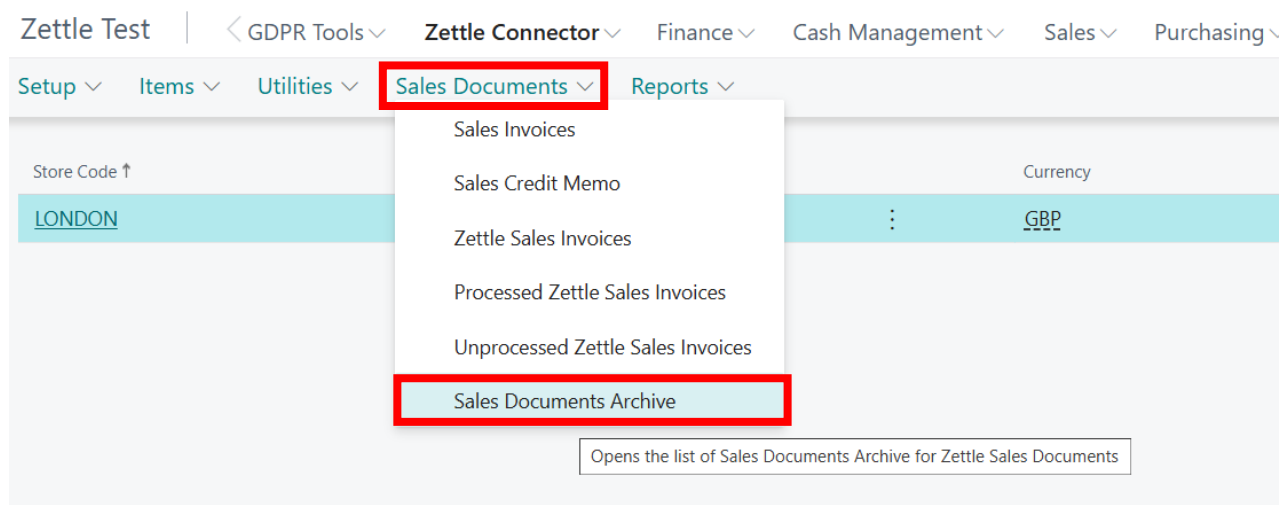 Zettle Test GDPR Tools Zettle Connector Finance Cash Management Sales Purchasing
Setup Items Utilities Sales Documents Reports
Sales Invoices
Store Code ↑ Currency
Sales Credit Memo
LONDON GBP
Zettle Sales Invoices
Processed Zettle Sales Invoices
Unprocessed Zettle Sales Invoices
Sales Documents Archive
Opens the list of Sales Documents Archive for Zettle Sales Documents